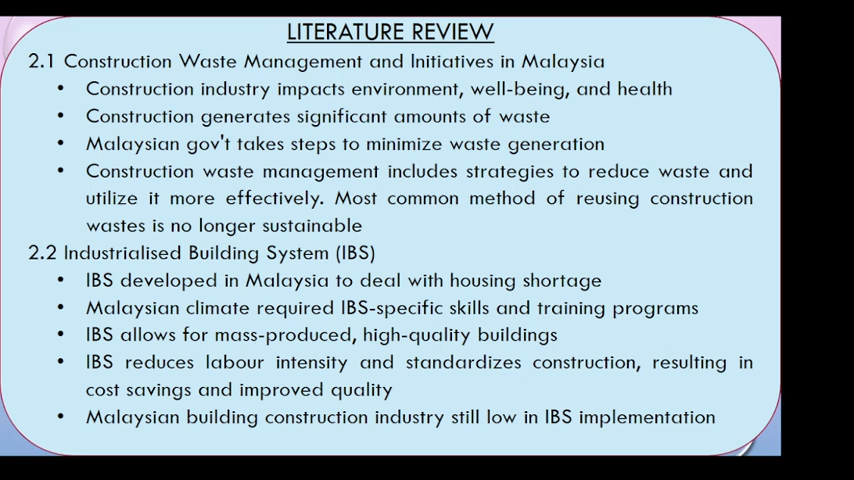 LITERATURE REVIEW
2.1 Construction Waste Management and Initiatives in Malaysia
• Construction industry impacts environment, well-being, and health
• Construction generates significant amounts of waste
• Malaysian gov't takes steps to minimize waste generation
• Construction waste management includes strategies to reduce waste and
utilize it more effectively. Most common method of reusing construction
wastes is no longer sustainable
2.2 Industrialised Building System (IBS)
• IBS developed in Malaysia to deal with housing shortage
• Malaysian climate required IBS-specific skills and training programs
• IBS allows for mass-produced, high-quality buildings
• IBS reduces labour intensity and standardizes construction, resulting in
cost savings and improved quality
• Malaysian building construction industry still low in IBS implementation